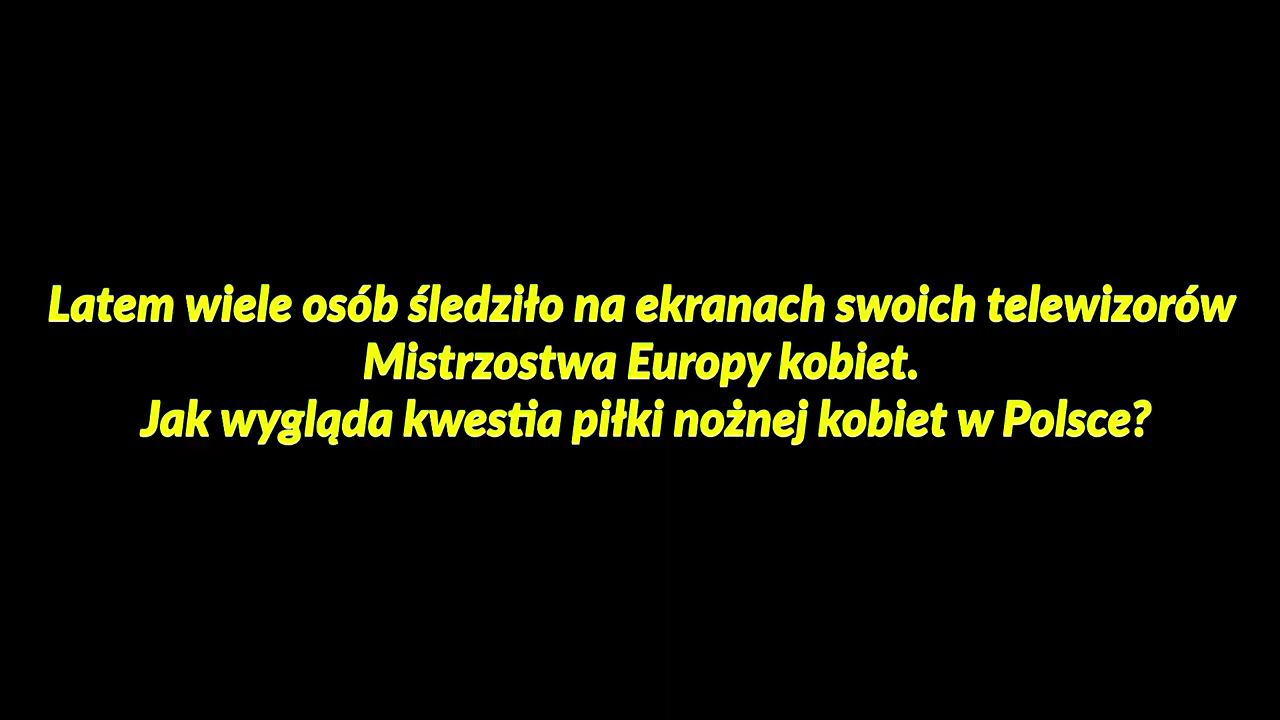 Latem wiele osób śledziło na ekranach swoich telewizorów
Mistrzostwa Europy kobiet.
Jak wygląda kwestia piłki nożnej kobiet w Polsce?